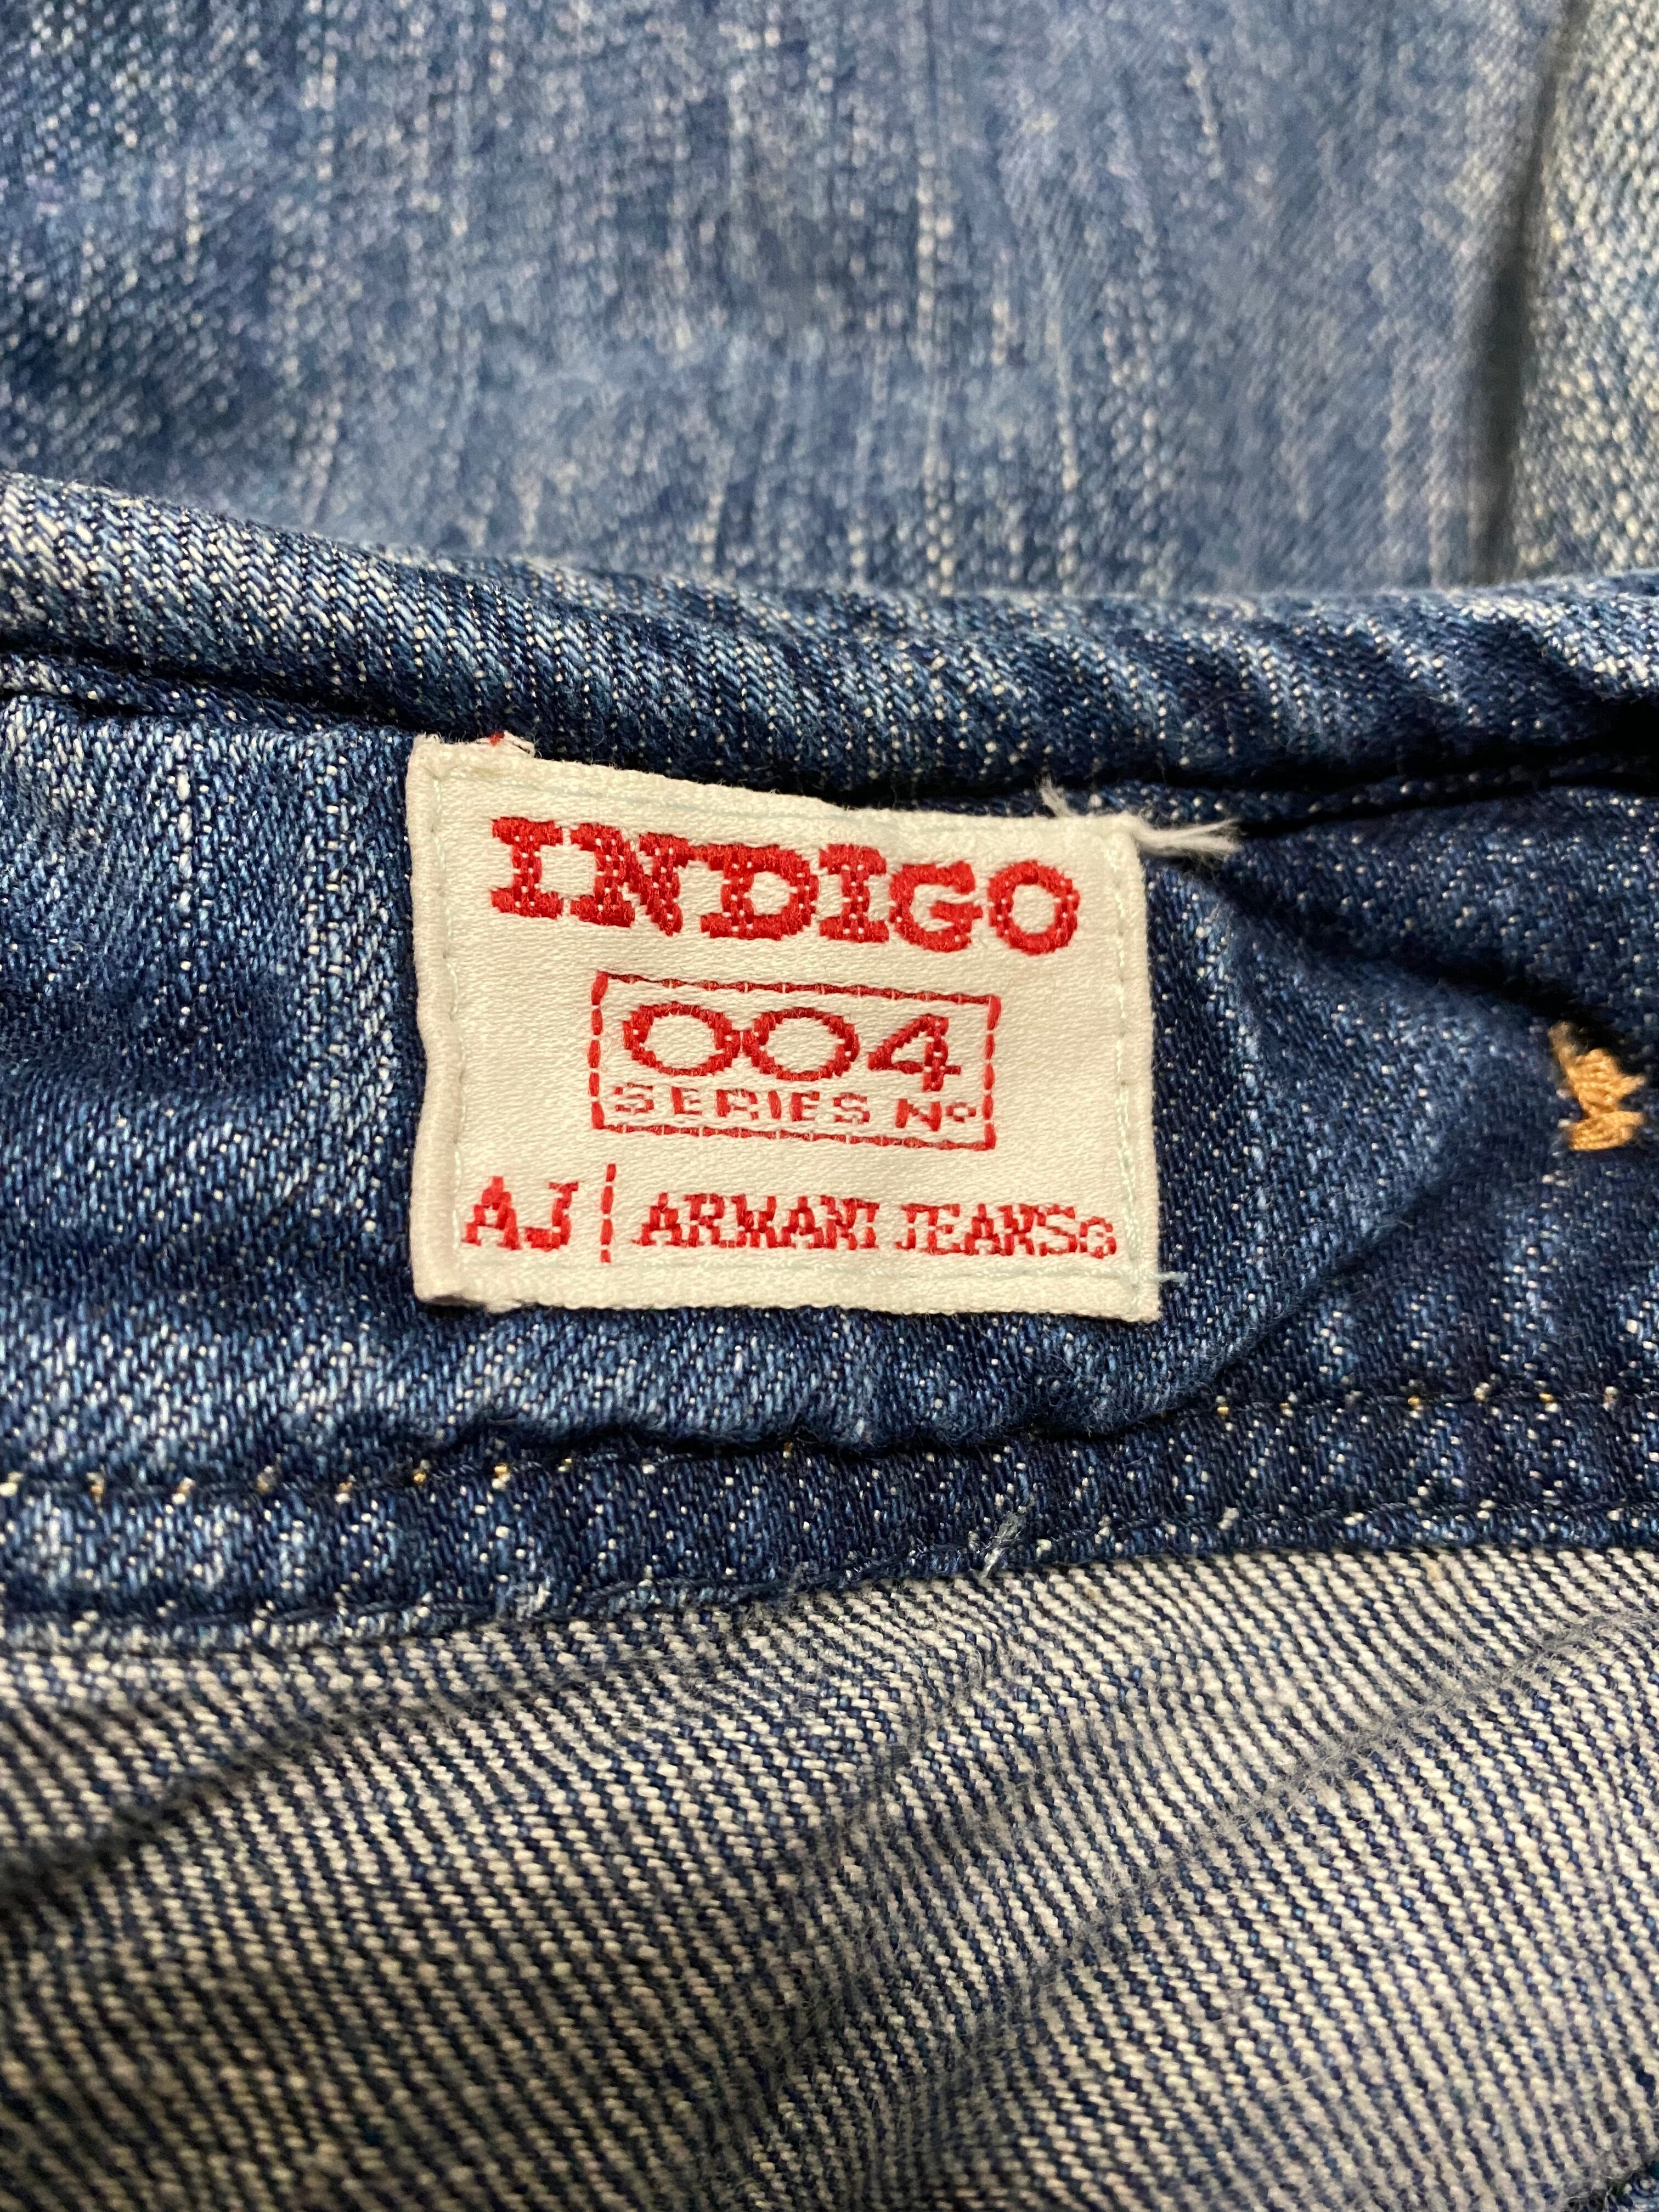 INDIGO
004
SERIES Nº
AJ | ARMANI JEANS